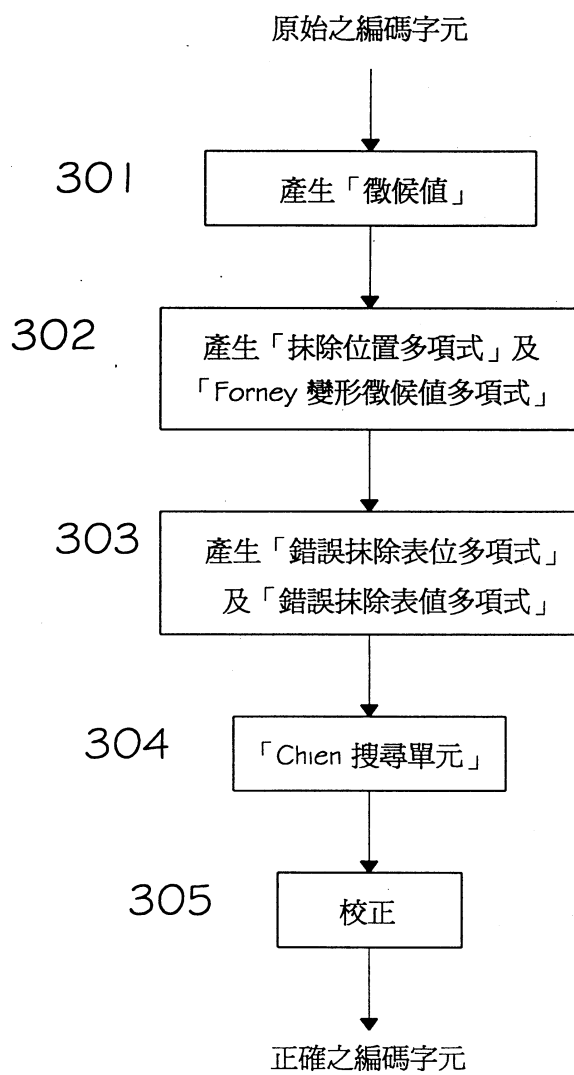 原始之編碼字元
301
產生「徵候值」
302
產生「抹除位置多項式」及
「Forney 變形徵候值多項式」
303
產生「錯誤抹除表位多項式」
及「錯誤抹除表值多項式」
304
「Chien 搜尋單元」
305
校正
正確之編碼字元